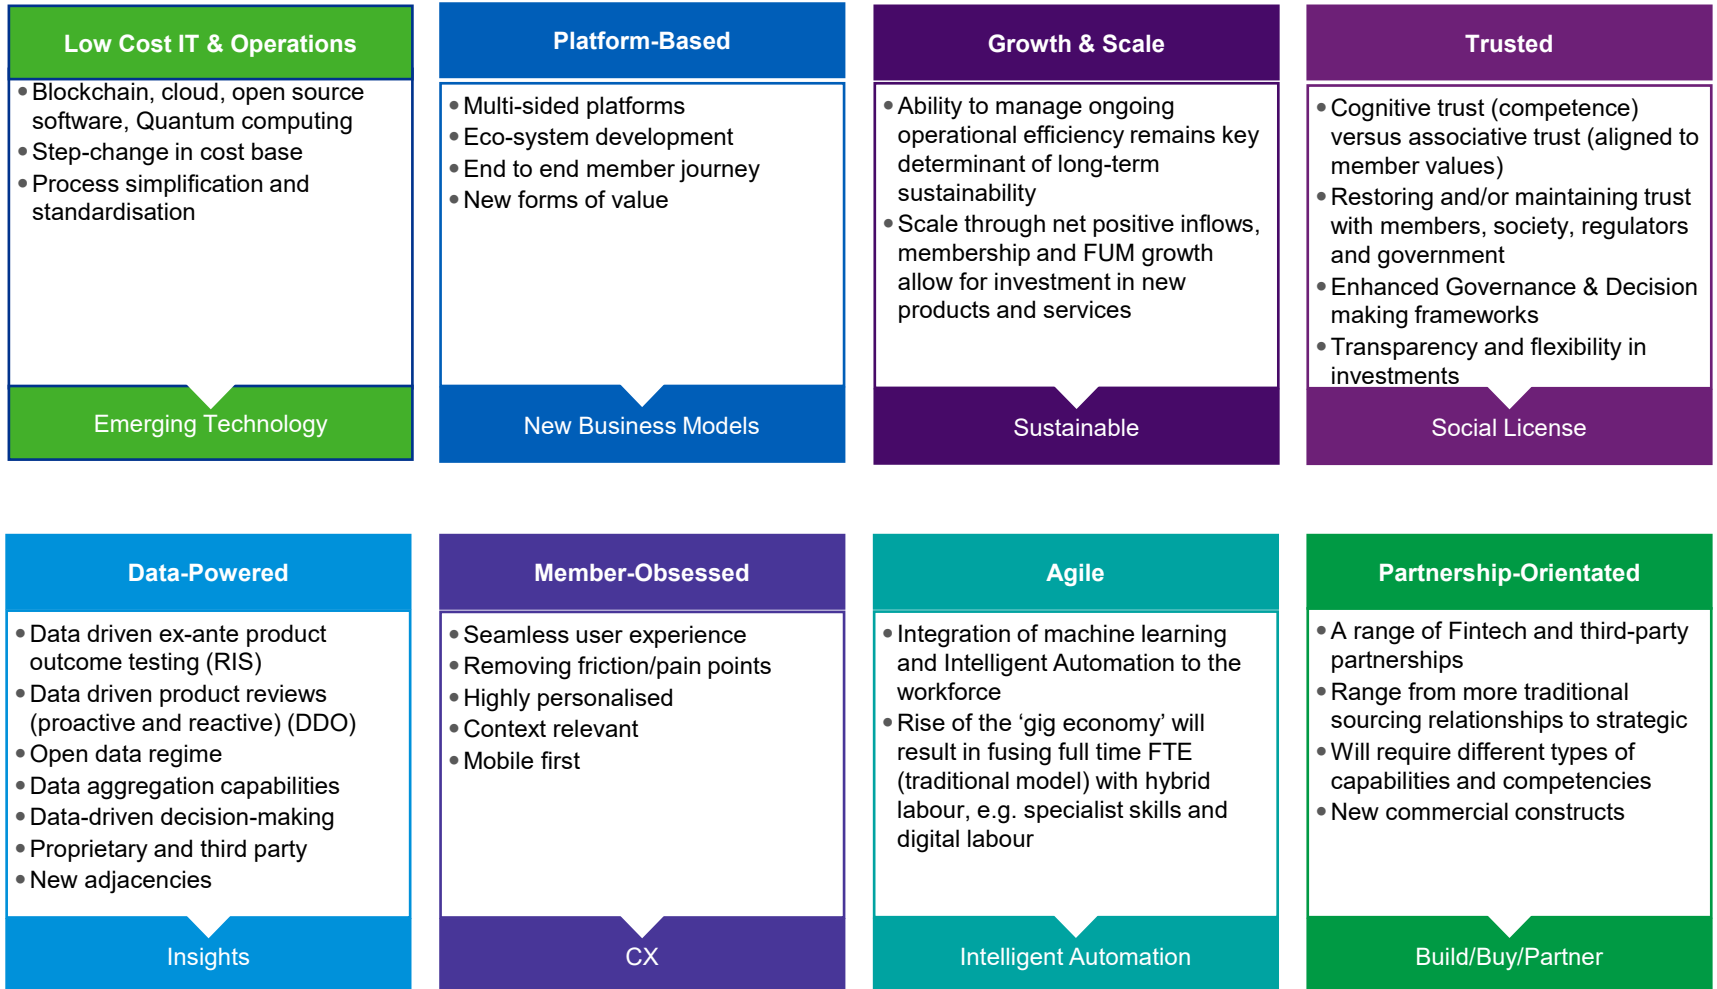 Low Cost IT & Operations
• Blockchain, cloud, open source
software, Quantum computing
• Step-change in cost base
• Process simplification and
standardisation
Emerging Technology
Platform-Based
• Multi-sided platforms
• Eco-system development
• End to end member journey
• New forms of value
New Business Models
Growth & Scale
• Ability to manage ongoing
operational efficiency remains key
determinant of long-term
sustainability
• Scale through net positive inflows,
membership and FUM growth
allow for investment in new
products and services
Sustainable
Trusted
• Cognitive trust (competence)
versus associative trust (aligned to
member values)
• Restoring and/or maintaining trust
with members, society, regulators
and government
• Enhanced Governance & Decision
making frameworks
• Transparency and flexibility in
investments
Social License
Data-Powered
• Data driven ex-ante product
outcome testing (RIS)
• Data driven product reviews
(proactive and reactive) (DDO)
• Open data regime
• Data aggregation capabilities
• Data-driven decision-making
• Proprietary and third party
• New adjacencies
Insights
Member-Obsessed
• Seamless user experience
• Removing friction/pain points
• Highly personalised
• Context relevant
• Mobile first
CX
Agile
• Integration of machine learning
and Intelligent Automation to the
workforce
• Rise of the ‘gig economy’ will
result in fusing full time FTE
(traditional model) with hybrid
labour, e.g. specialist skills and
digital labour
Intelligent Automation
Partnership-Orientated
• A range of Fintech and third-party
partnerships
• Range from more traditional
sourcing relationships to strategic
• Will require different types of
capabilities and competencies
• New commercial constructs
Build/Buy/Partner